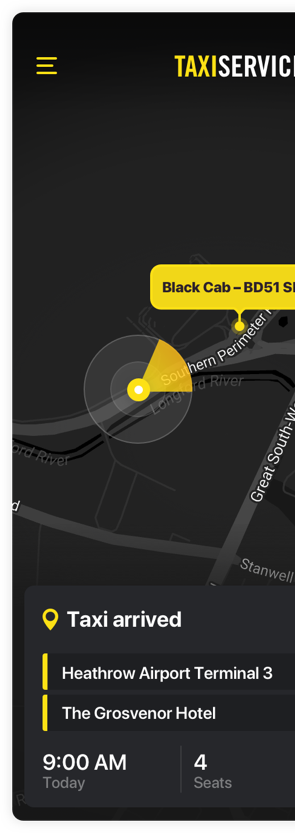 TAXISERVIC
Black Cab – BD51 S
Southern Perimeter
Longford River
ord River
Great South-W
d
Stanwell
Taxi arrived
Heathrow Airport Terminal 3
The Grosvenor Hotel
9:00 AM
4
Today
Seats